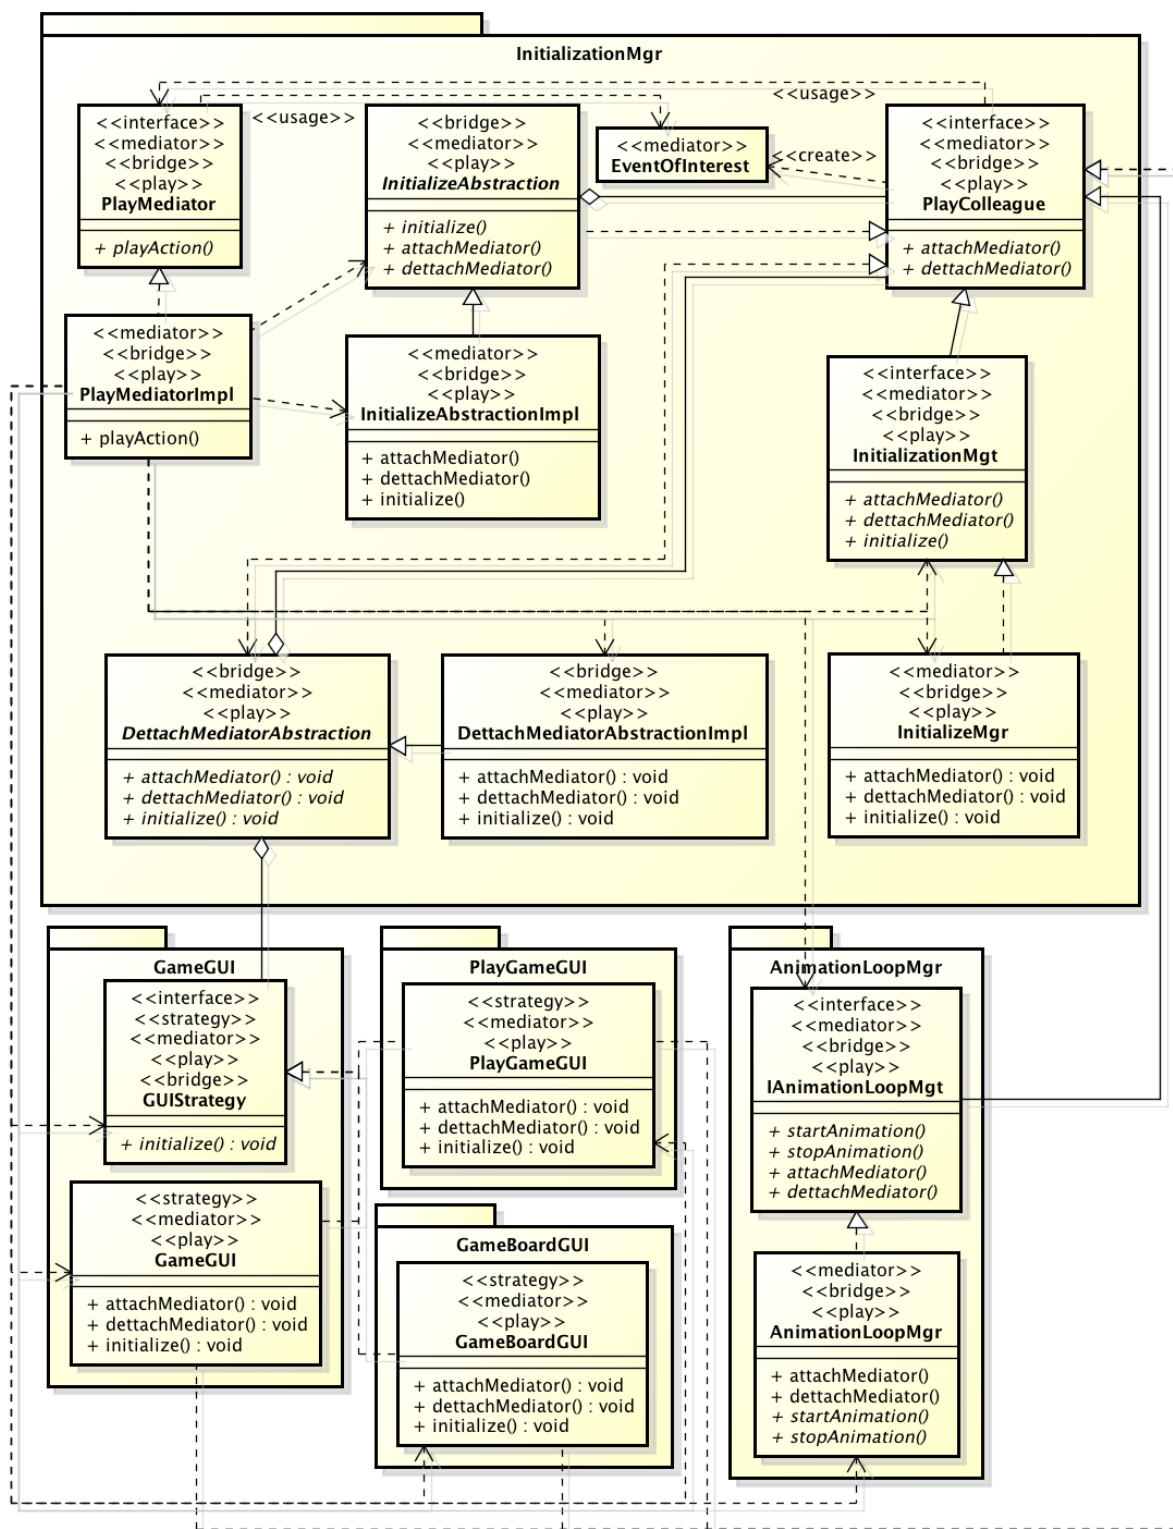 InitializationMgr
<<usage>>
<<usage>>
<<create>>
<<interface>>
<<mediator>>
<<bridge>>
<<play>>
PlayMediator
+ playAction()
<<bridge>>
<<mediator>>
<<play>>
InitializeAbstraction
+ initialize()
+ attachMediator()
+ dettachMediator()
<<mediator>>
EventOfInterest
<<interface>>
<<mediator>>
<<bridge>>
<<play>>
PlayColleague
+ attachMediator()
+ dettachMediator()
<<mediator>>
<<bridge>>
<<play>>
PlayMediatorImpl
+ playAction()
<<mediator>>
<<bridge>>
<<play>>
InitializeAbstractionImpl
+ attachMediator()
+ dettachMediator()
+ initialize()
<<interface>>
<<mediator>>
<<bridge>>
<<play>>
InitializationMgt
+ attachMediator()
+ dettachMediator()
+ initialize()
<<bridge>>
<<mediator>>
<<play>>
DettachMediatorAbstraction
+ attachMediator() : void
+ dettachMediator() : void
+ initialize() : void
<<bridge>>
<<mediator>>
<<play>>
DettachMediatorAbstractionImpl
+ attachMediator() : void
+ dettachMediator() : void
+ initialize() : void
<<mediator>>
<<bridge>>
<<play>>
InitializeMgr
+ attachMediator() : void
+ dettachMediator() : void
+ initialize() : void
GameGUI
<<interface>>
<<strategy>>
<<mediator>>
<<play>>
<<bridge>>
GUIStrategy
+ initialize() : void
<<strategy>>
<<mediator>>
<<play>>
GameGUI
+ attachMediator() : void
+ dettachMediator() : void
+ initialize() : void
PlayGameGUI
<<strategy>>
<<mediator>>
<<play>>
PlayGameGUI
+ attachMediator() : void
+ dettachMediator() : void
+ initialize() : void
GameBoardGUI
<<strategy>>
<<mediator>>
<<play>>
GameBoardGUI
+ attachMediator() : void
+ dettachMediator() : void
+ initialize() : void
AnimationLoopMgr
<<interface>>
<<mediator>>
<<bridge>>
<<play>>
IAnimationLoopMgt
+ startAnimation()
+ stopAnimation()
+ attachMediator()
+ dettachMediator()
<<mediator>>
<<bridge>>
<<play>>
AnimationLoopMgr
+ attachMediator()
+ dettachMediator()
+ startAnimation()
+ stopAnimation()